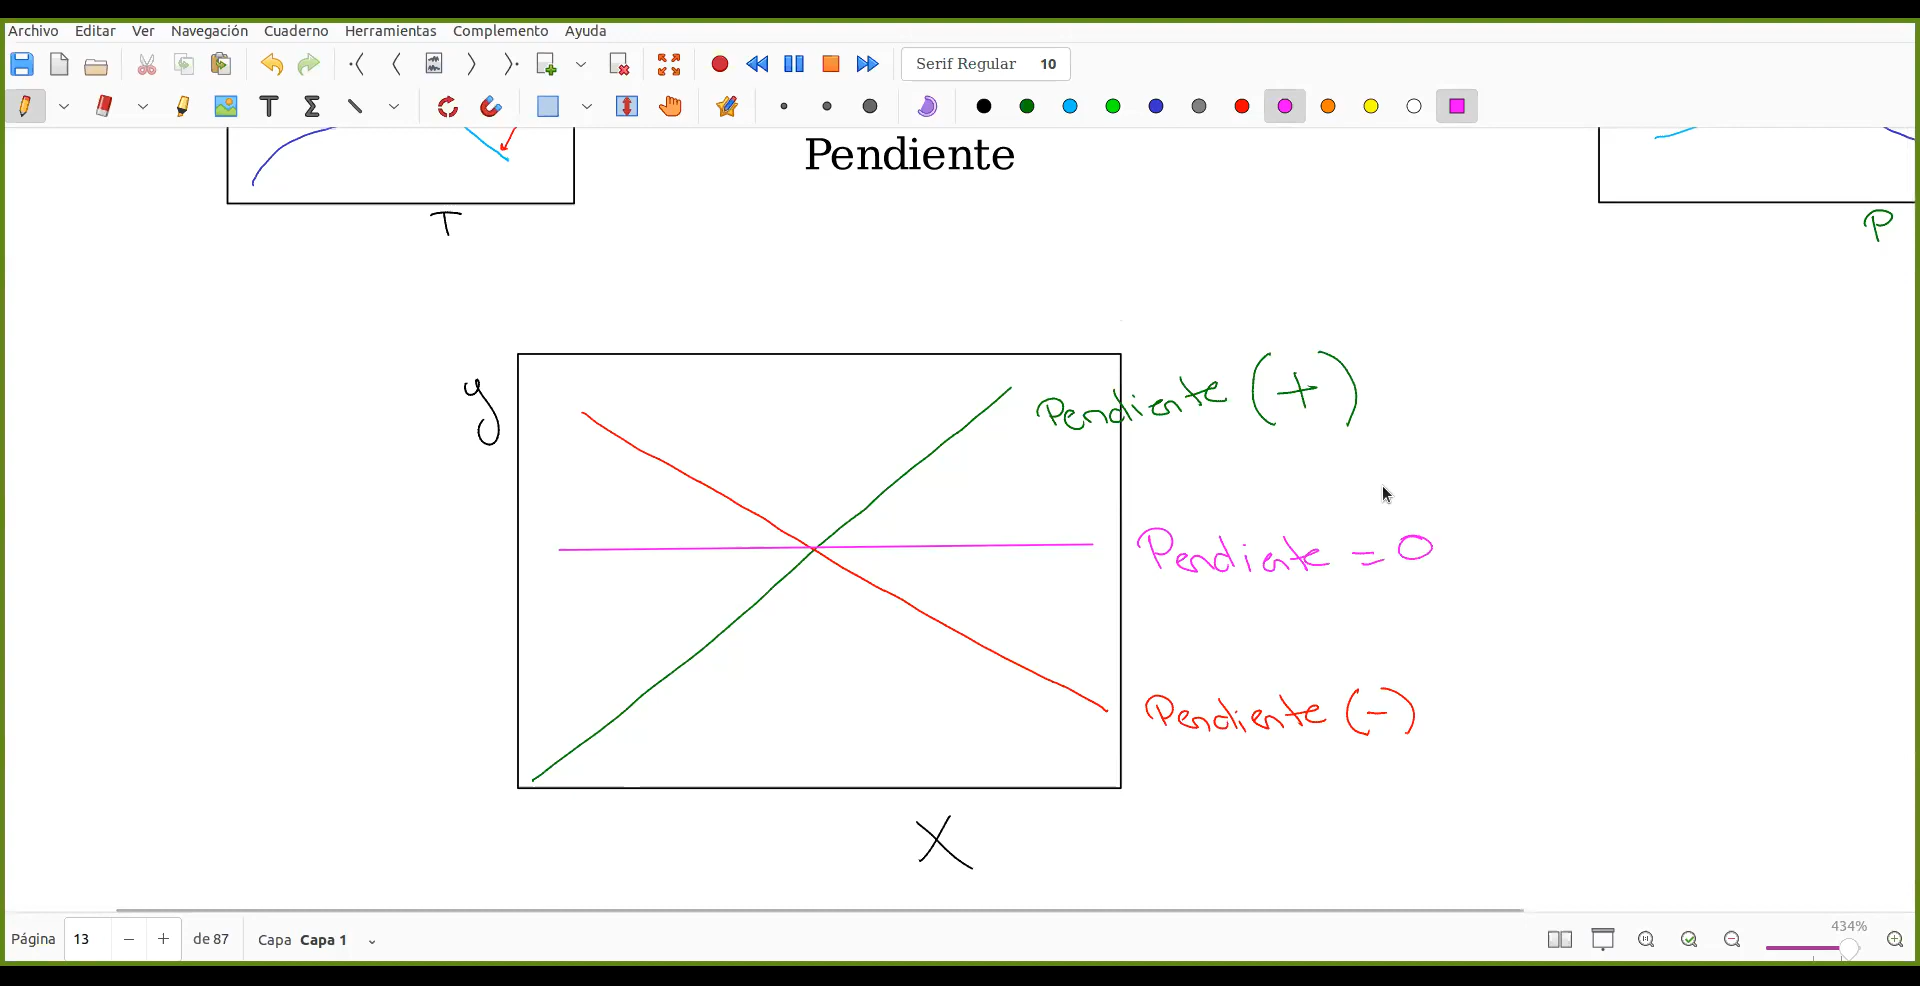 Archivo Editar Ver Navegación Cuaderno Herramientas Complemento Ayuda
Serif Regular 10
Pendiente
T
P
y
Pendiente (+)
Pendiente = 0
Pendiente (-)
X
Página 13 de 87 Capa Capa 1
434%